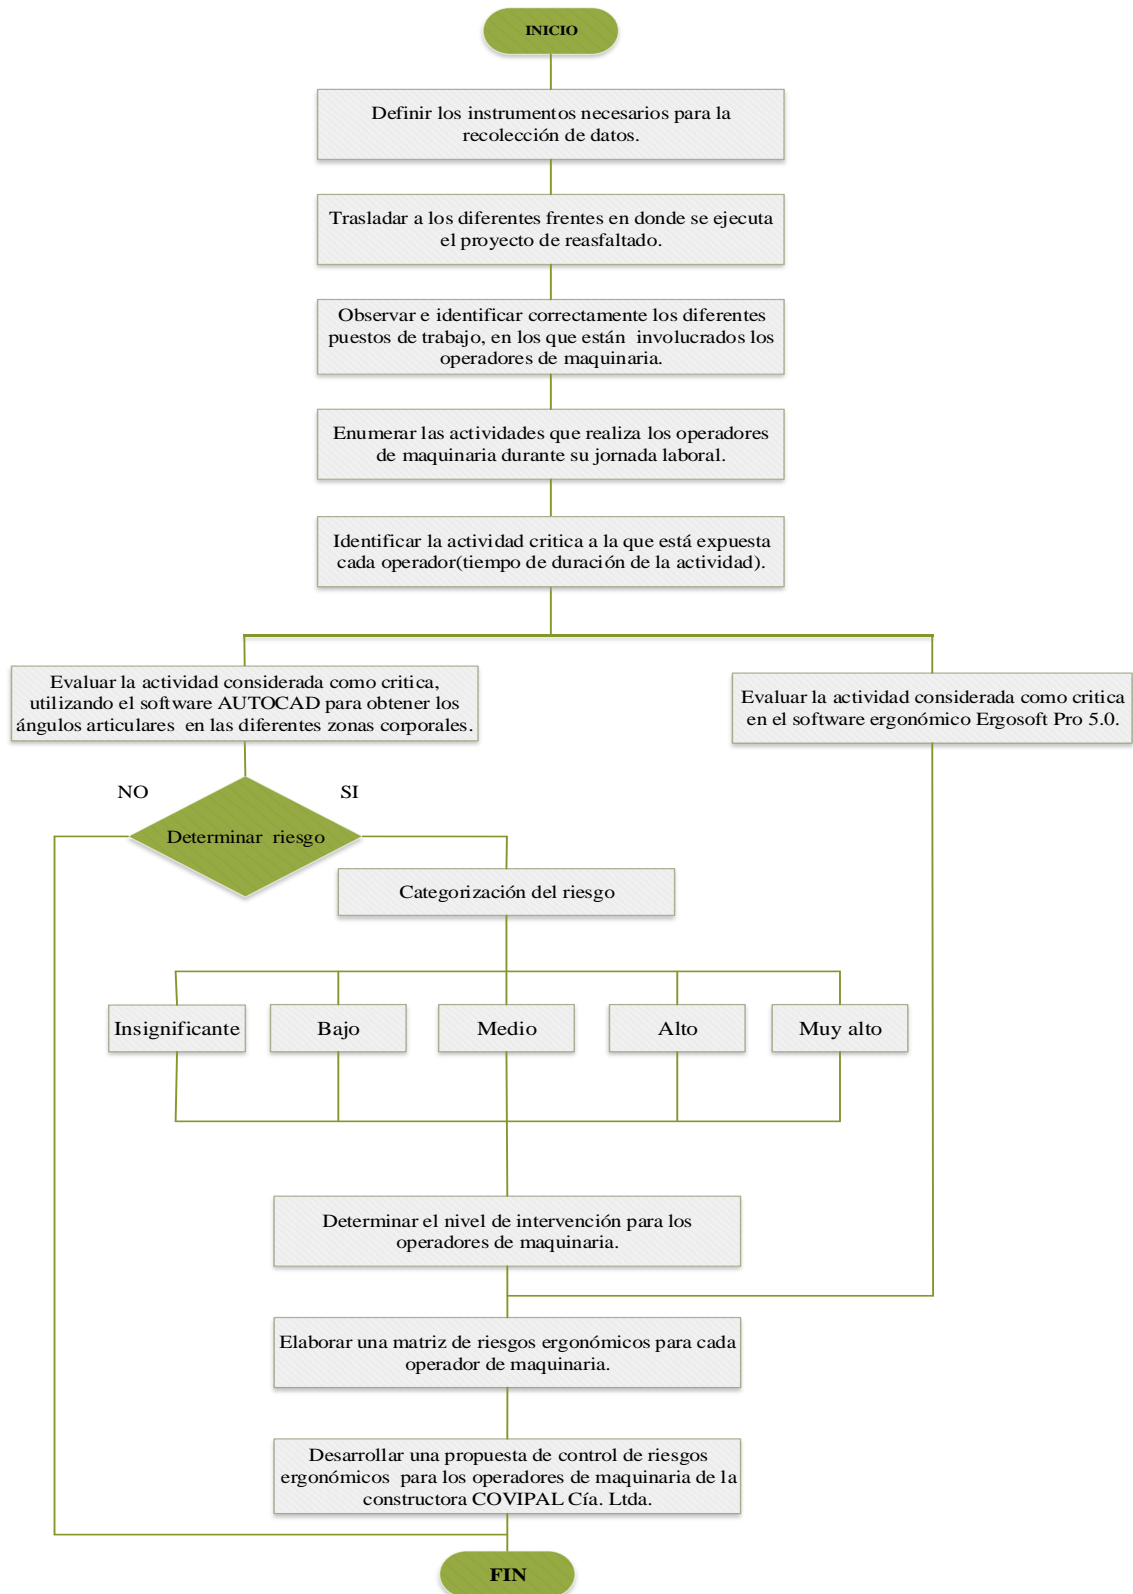 INICIO
Definir los instrumentos necesarios para la
recolección de datos.
Trasladar a los diferentes frentes en donde se ejecuta
el proyecto de reasfaltado.
Observar e identificar correctamente los diferentes
puestos de trabajo, en los que están involucrados los
operadores de maquinaria.
Enumerar las actividades que realiza los operadores
de maquinaria durante su jornada laboral.
Identificar la actividad critica a la que está expuesta
cada operador(tiempo de duración de la actividad).
Evaluar la actividad considerada como critica,
utilizando el software AUTOCAD para obtener los
ángulos articulares en las diferentes zonas corporales.
Evaluar la actividad considerada como critica
en el software ergonómico Ergosoft Pro 5.0.
NO
SI
Determinar riesgo
Categorización del riesgo
Insignificante
Bajo
Medio
Alto
Muy alto
Determinar el nivel de intervención para los
operadores de maquinaria.
Elaborar una matriz de riesgos ergonómicos para cada
operador de maquinaria.
Desarrollar una propuesta de control de riesgos
ergonómicos para los operadores de maquinaria de la
constructora COVIPAL Cía. Ltda.
FIN